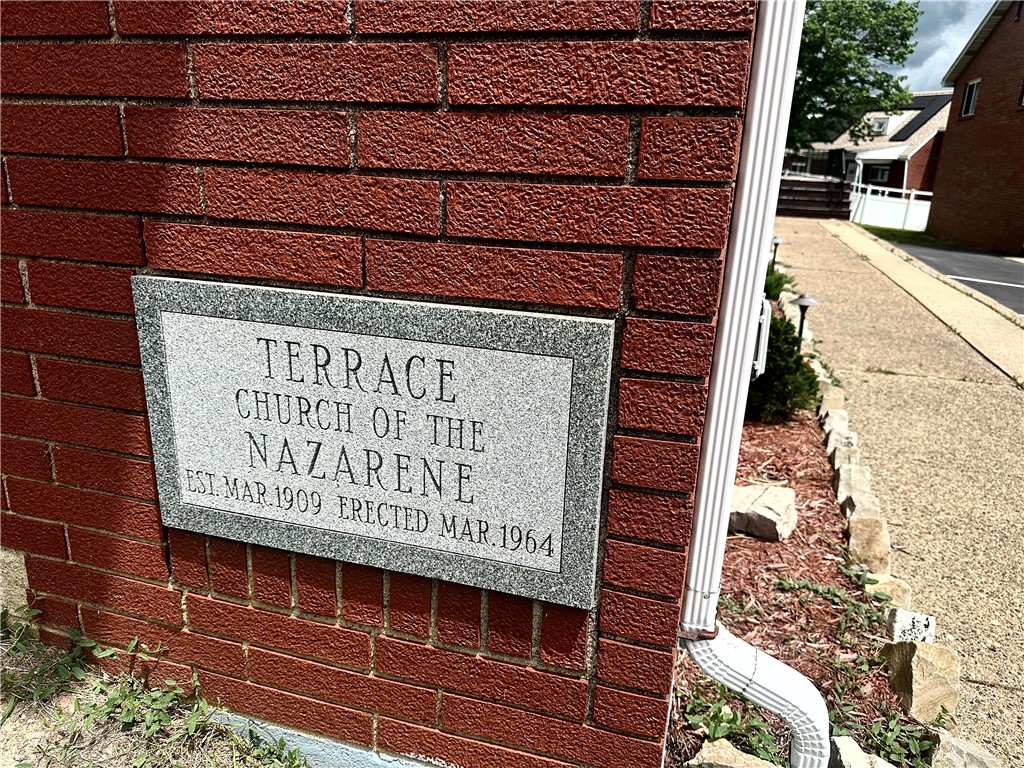 TERRACE
CHURCH OF THE
NAZARENE
EST. MAR. 1909 ERECTED MAR. 1964